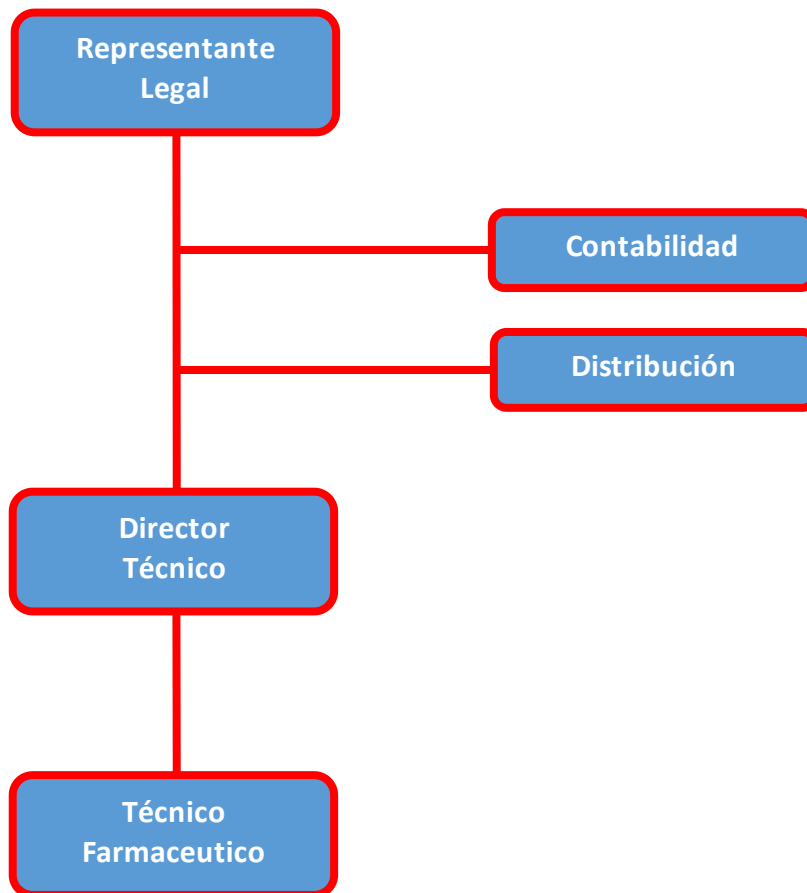 Representante
Legal
Contabilidad
Distribución
Director
Técnico
Técnico
Farmaceutico